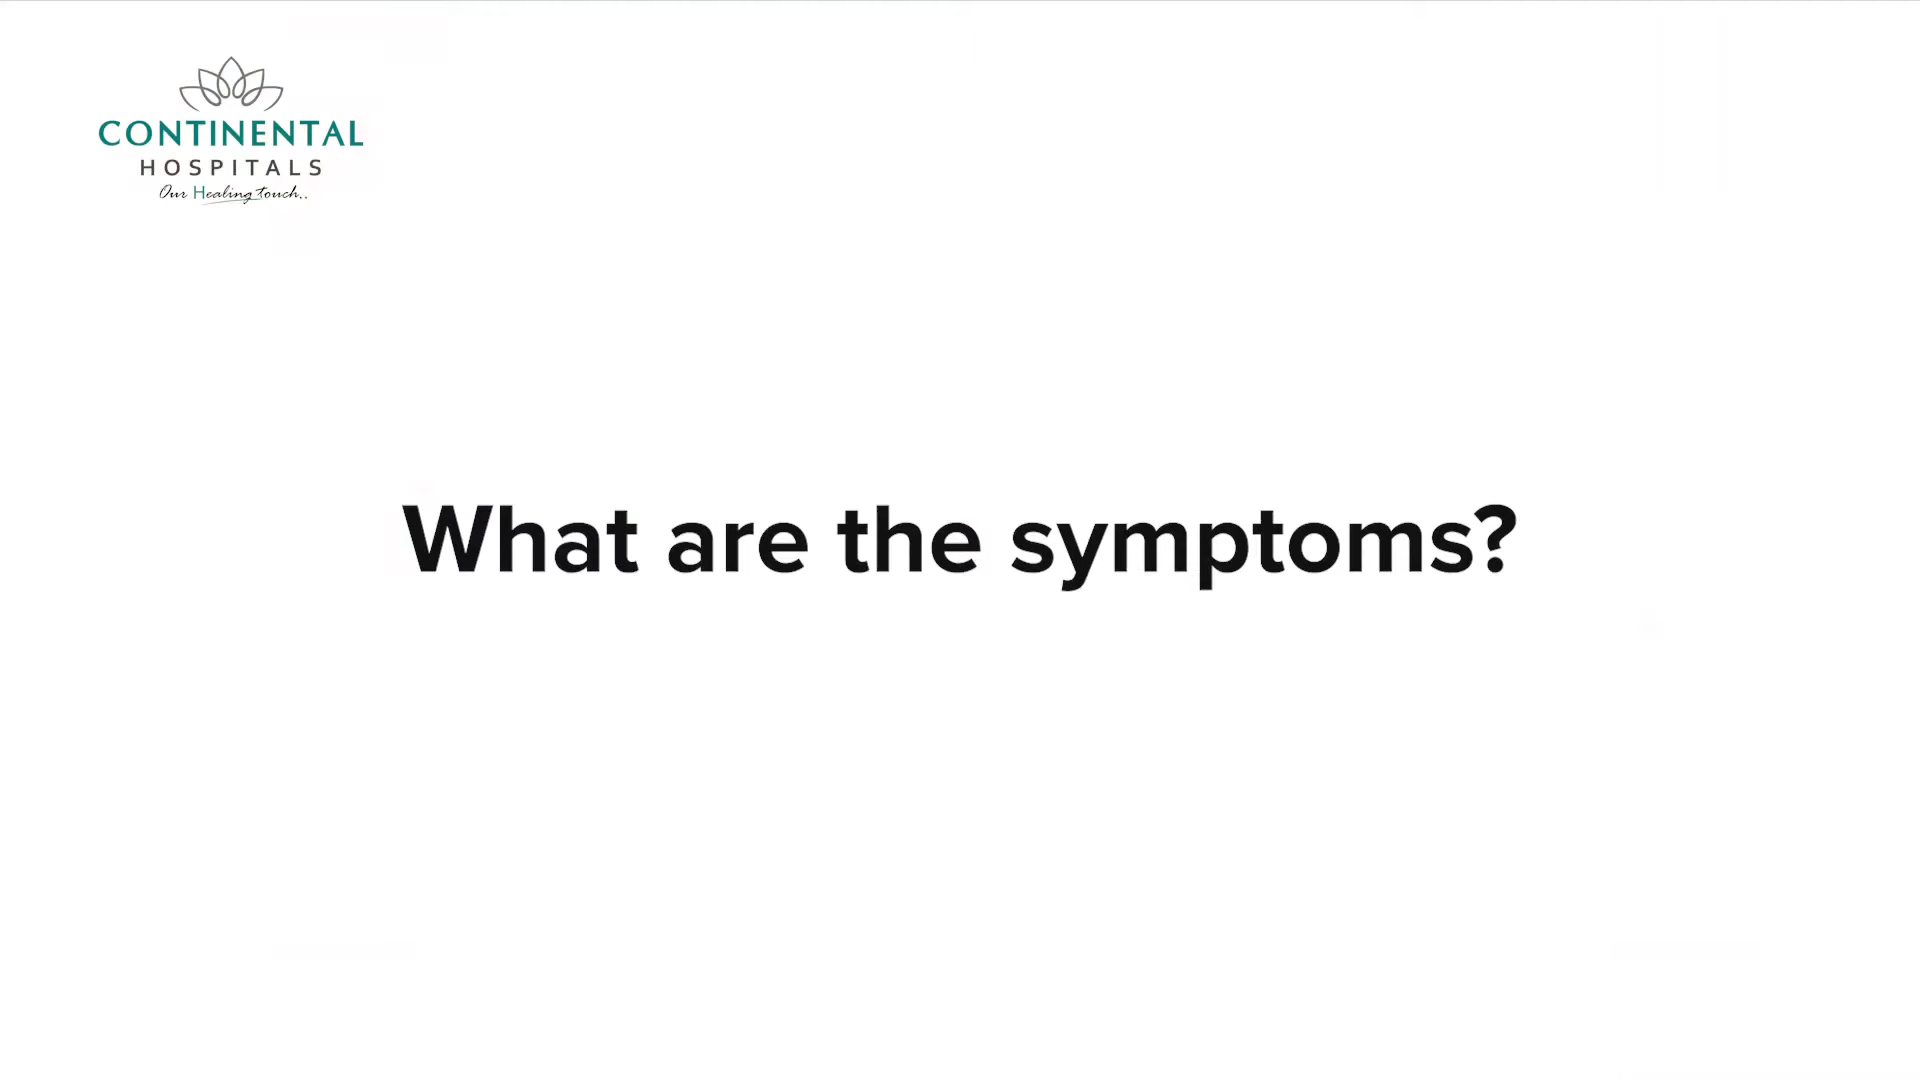 CONTINENTAL
HOSPITALS
Our Healing touch..
What are the symptoms?